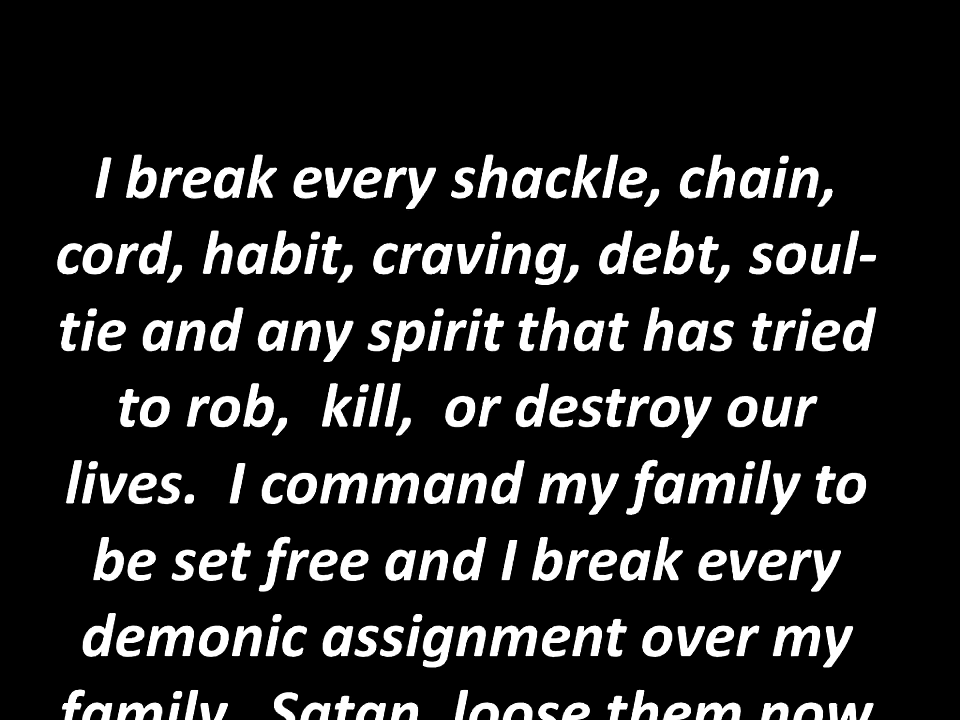 I break every shackle, chain,
cord, habit, craving, debt, soul-
tie and any spirit that has tried
to rob,  kill,  or destroy our
lives.  I command my family to
be set free and I break every
demonic assignment over my
family.  Satan, loose them now